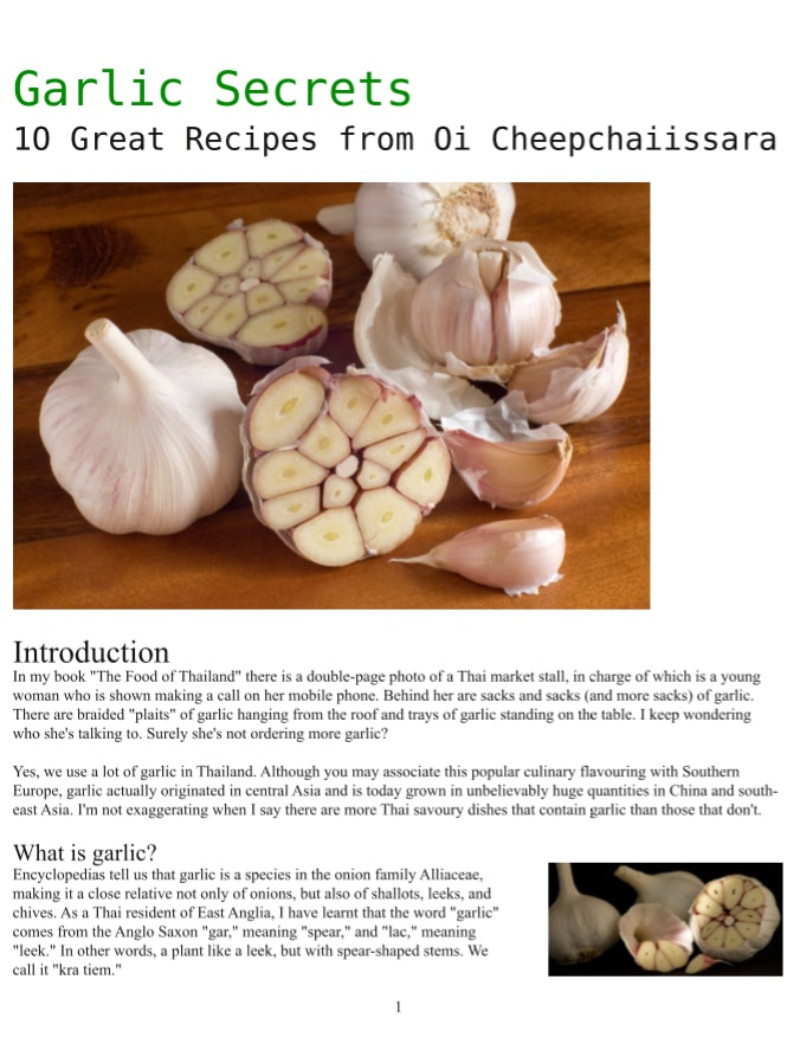 Garlic Secrets
10 Great Recipes from Oi Cheepchaiissara
Introduction
In my book "The Food of Thailand" there is a double-page photo of a Thai market stall, in charge of which is a young
woman who is shown making a call on her mobile phone. Behind her are sacks and sacks (and more sacks) of garlic.
There are braided "plaits" of garlic hanging from the roof and trays of garlic standing on the table. I keep wondering
who she's talking to. Surely she's not ordering more garlic?
Yes, we use a lot of garlic in Thailand. Although you may associate this popular culinary flavouring with Southern
Europe, garlic actually originated in central Asia and is today grown in unbelievably huge quantities in China and south-
east Asia. I'm not exaggerating when I say there are more Thai savoury dishes that contain garlic than those that don't.
What is garlic?
Encyclopedias tell us that garlic is a species in the onion family Alliaceae,
making it a close relative not only of onions, but also of shallots, leeks, and
chives. As a Thai resident of East Anglia, I have learnt that the word "garlic"
comes from the Anglo Saxon "gar," meaning "spear," and "lac," meaning
"leek." In other words, a plant like a leek, but with spear-shaped stems. We
call it "kra tiem."
1